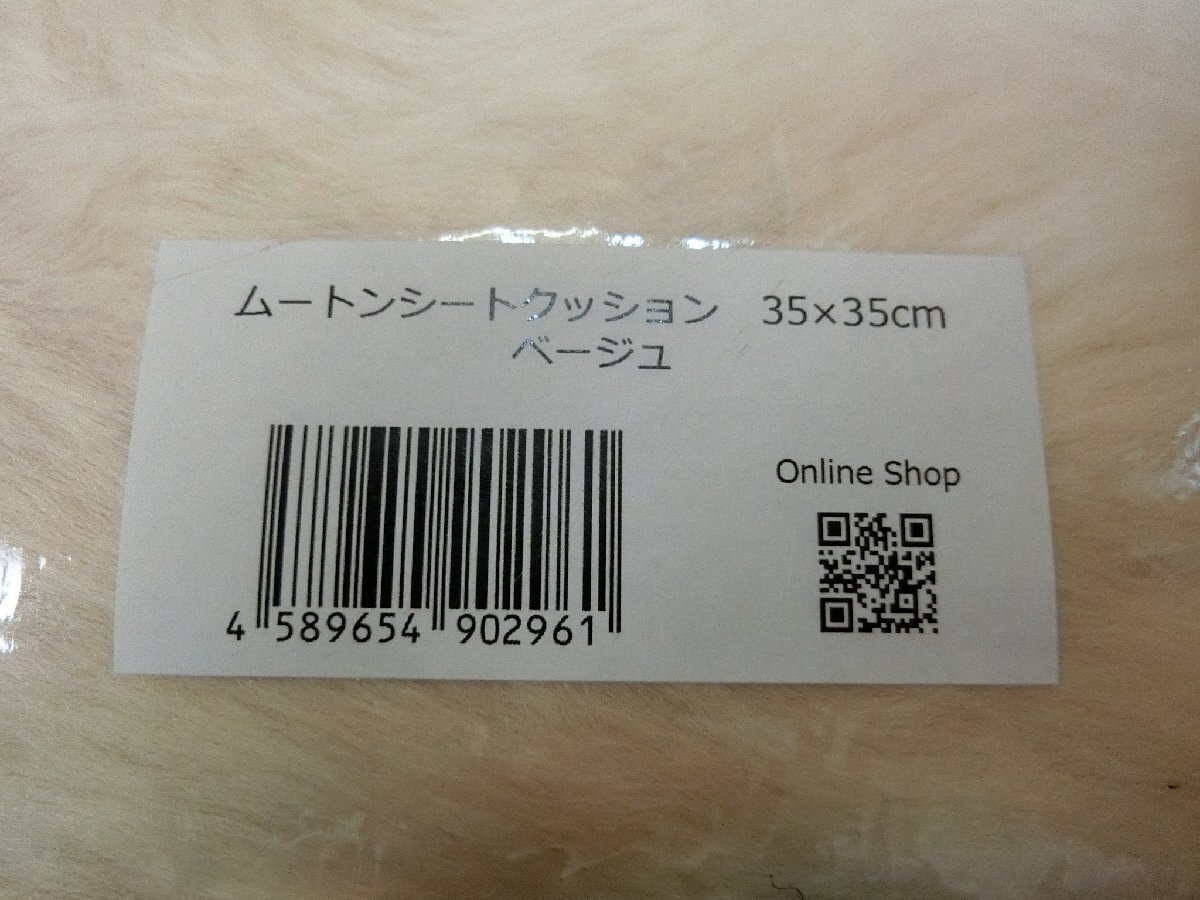 ムートンシートクッション　35×35cm
ベージュ
Online Shop
4 589654 902961